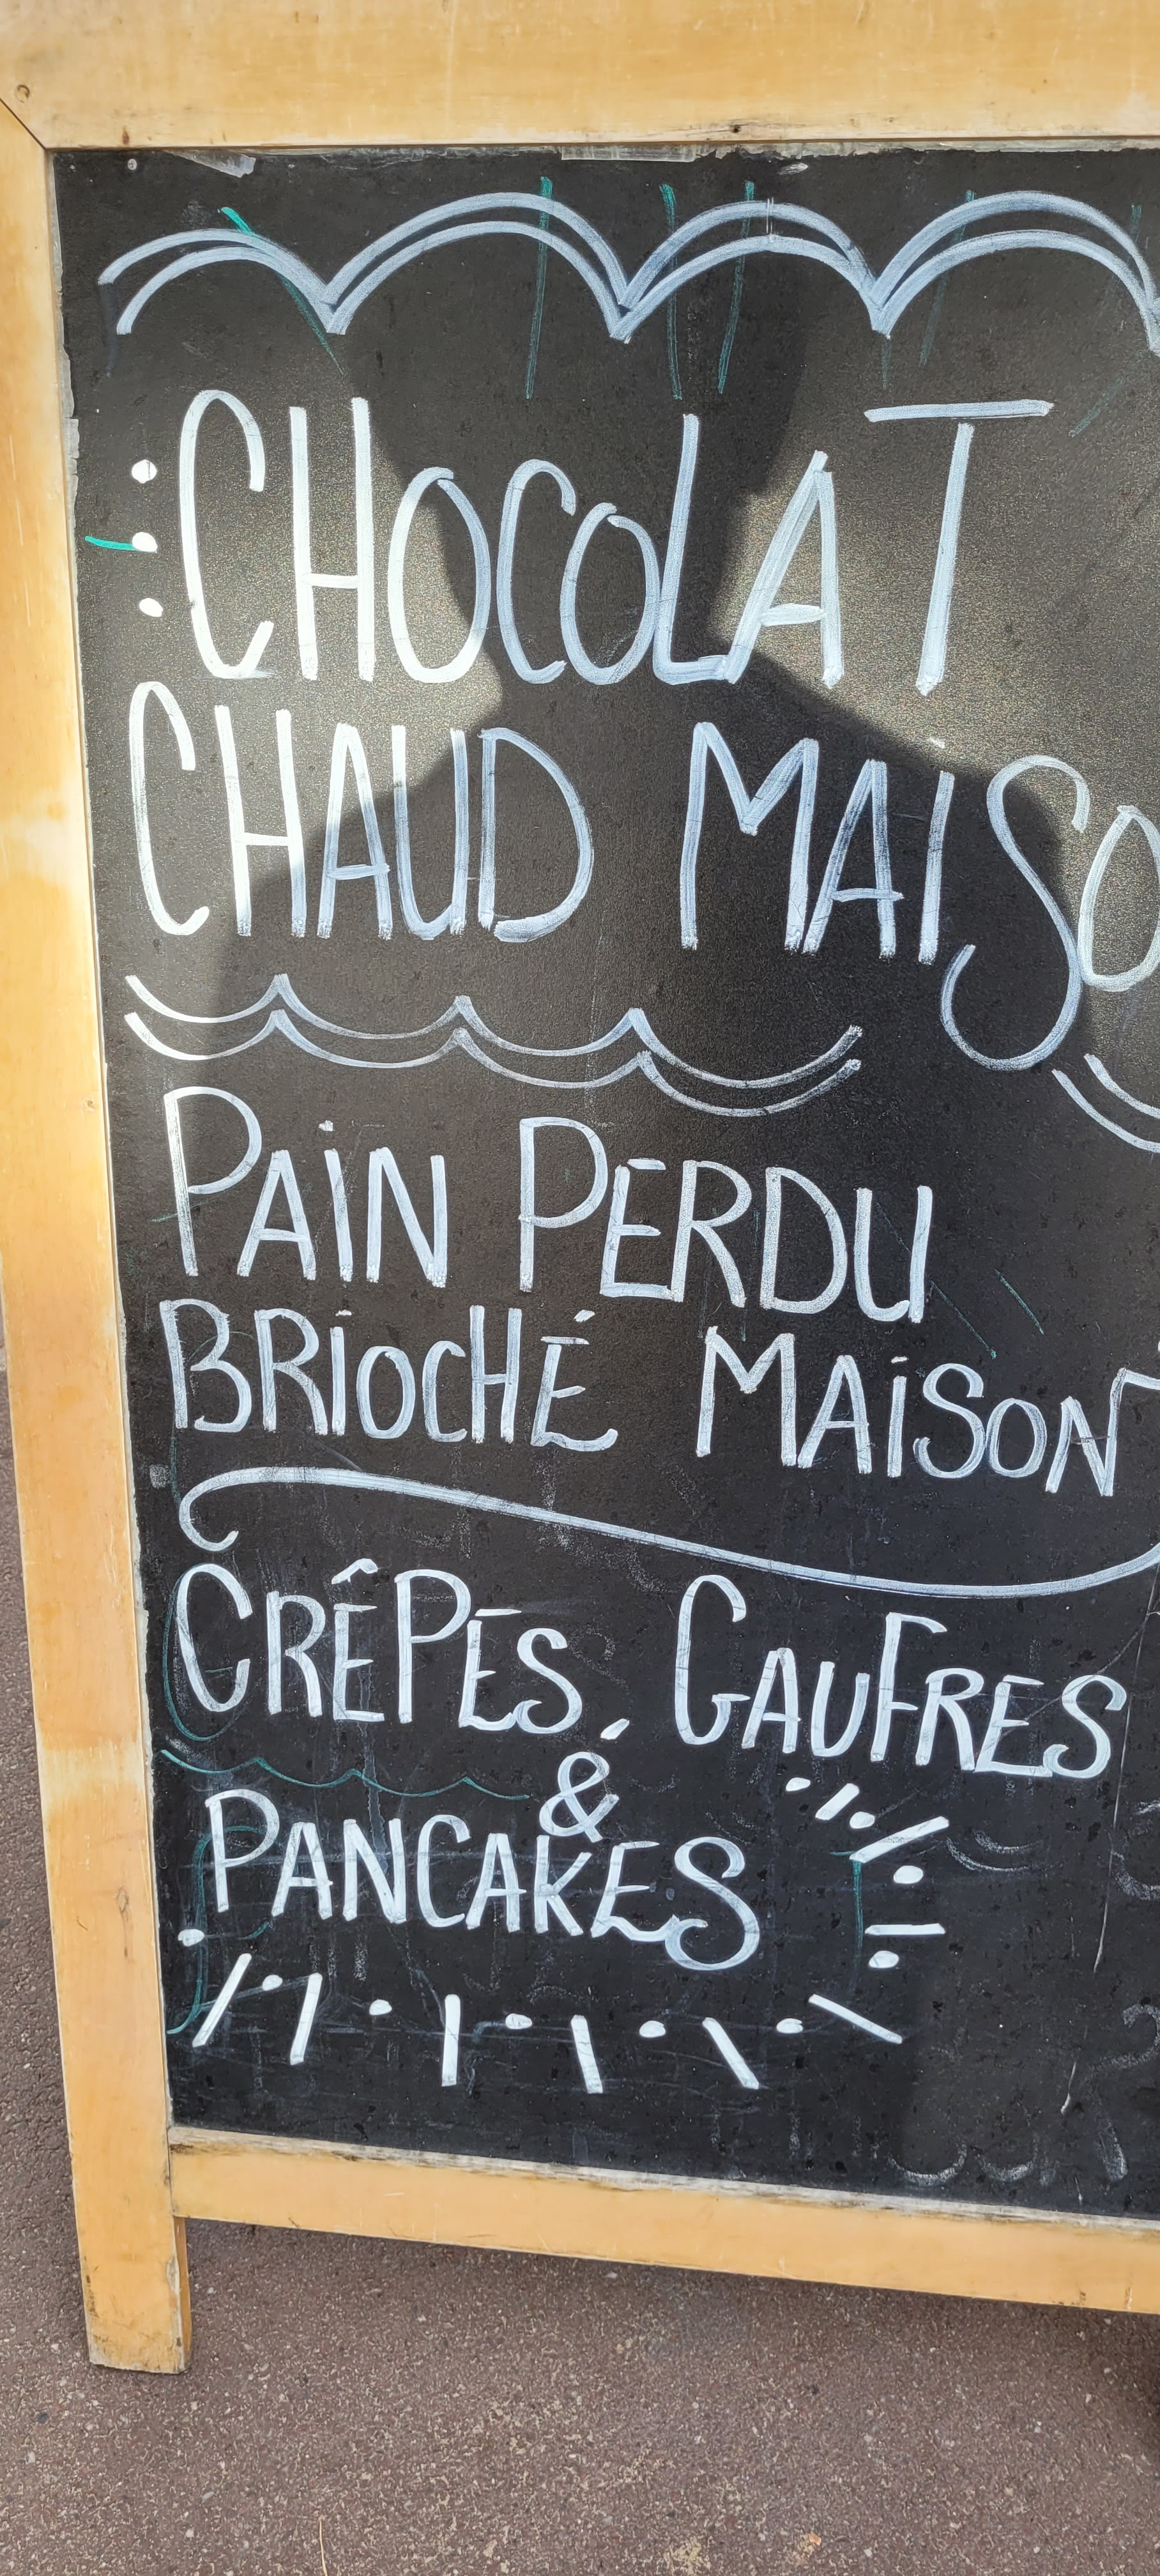 CHOCOLAT
CHAUD MAISO
PAIN PERDU
BRIOCHÉ MAISON
CRÊPES, GAUFRES
&
PANCAKES